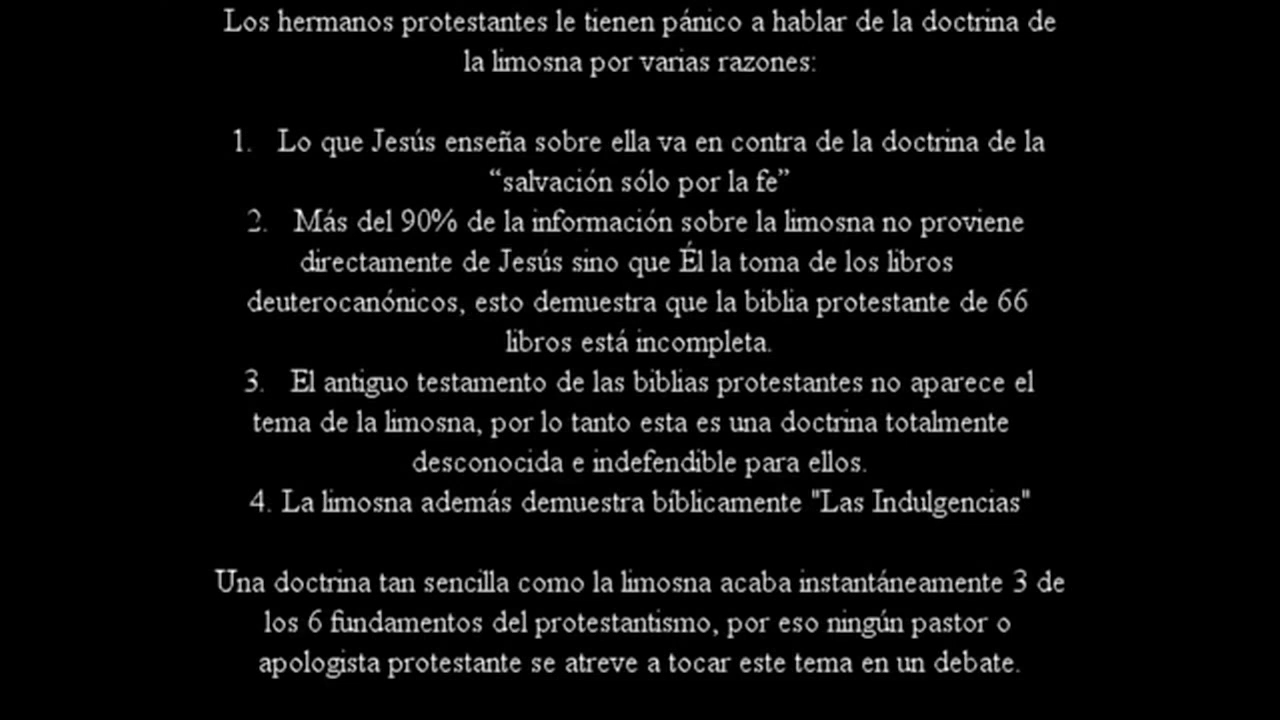 Los hermanos protestantes le tienen pánico a hablar de la doctrina de
la limosna por varias razones:
1. Lo que Jesús enseña sobre ella va en contra de la doctrina de la
“salvación sólo por la fe”
2. Más del 90% de la información sobre la limosna no proviene
directamente de Jesús sino que Él la toma de los libros
deuterocanónicos, esto demuestra que la biblia protestante de 66
libros está incompleta.
3. El antiguo testamento de las biblias protestantes no aparece el
tema de la limosna, por lo tanto esta es una doctrina totalmente
desconocida e indefendible para ellos.
4. La limosna además demuestra bíblicamente "Las Indulgencias"
Una doctrina tan sencilla como la limosna acaba instantáneamente 3 de
los 6 fundamentos del protestantismo, por eso ningún pastor o
apologista protestante se atreve a tocar este tema en un debate.